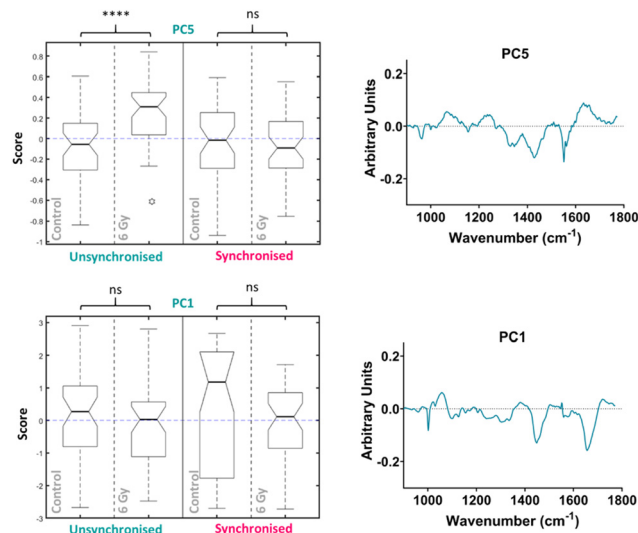 **** ns
PC5
0.8
0.6
0.4
0.2
0
-0.2
-0.4
-0.6
-0.8
-1
Score
Control
6 Gy
Control
6 Gy
Unsynchronised Synchronised
PC5
0.2
0.0
-0.2
Arbitrary Units
1000 1200 1400 1600 1800
Wavenumber (cm-1)
ns ns
PC1
3
2
1
0
-1
-2
-3
Score
Control
6 Gy
Control
6 Gy
Unsynchronised Synchronised
PC1
0.2
0.0
-0.2
Arbitrary Units
1000 1200 1400 1600 1800
Wavenumber (cm-1)